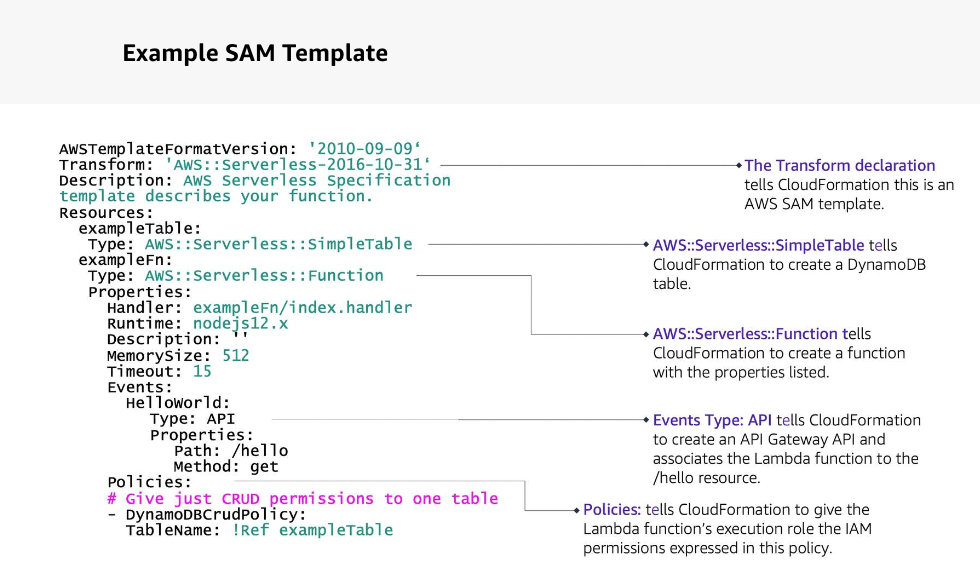 Example SAM Template
AWSTemplateFormatVersion: '2010-09-09‘
Transform: 'AWS::Serverless-2016-10-31‘
Description: AWS Serverless Specification
template describes your function.
Resources:
exampleTable:
Type: AWS::Serverless::SimpleTable
exampleFn:
Type: AWS::Serverless::Function
Properties:
Handler: exampleFn/index.handler
Runtime: nodejs12.x
Description: ''
MemorySize: 512
Timeout: 15
Events:
HelloWorld:
Type: API
Properties:
Path: /hello
Method: get
Policies:
# Give just CRUD permissions to one table
- DynamoDBCrudPolicy:
TableName: !Ref exampleTable
The Transform declaration
tells CloudFormation this is an
AWS SAM template.
AWS::Serverless::SimpleTable tells
CloudFormation to create a DynamoDB
table.
AWS::Serverless::Function tells
CloudFormation to create a function
with the properties listed.
Events Type: API tells CloudFormation
to create an API Gateway API and
associates the Lambda function to the
/hello resource.
Policies: tells CloudFormation to give the
Lambda function’s execution role the IAM
permissions expressed in this policy.